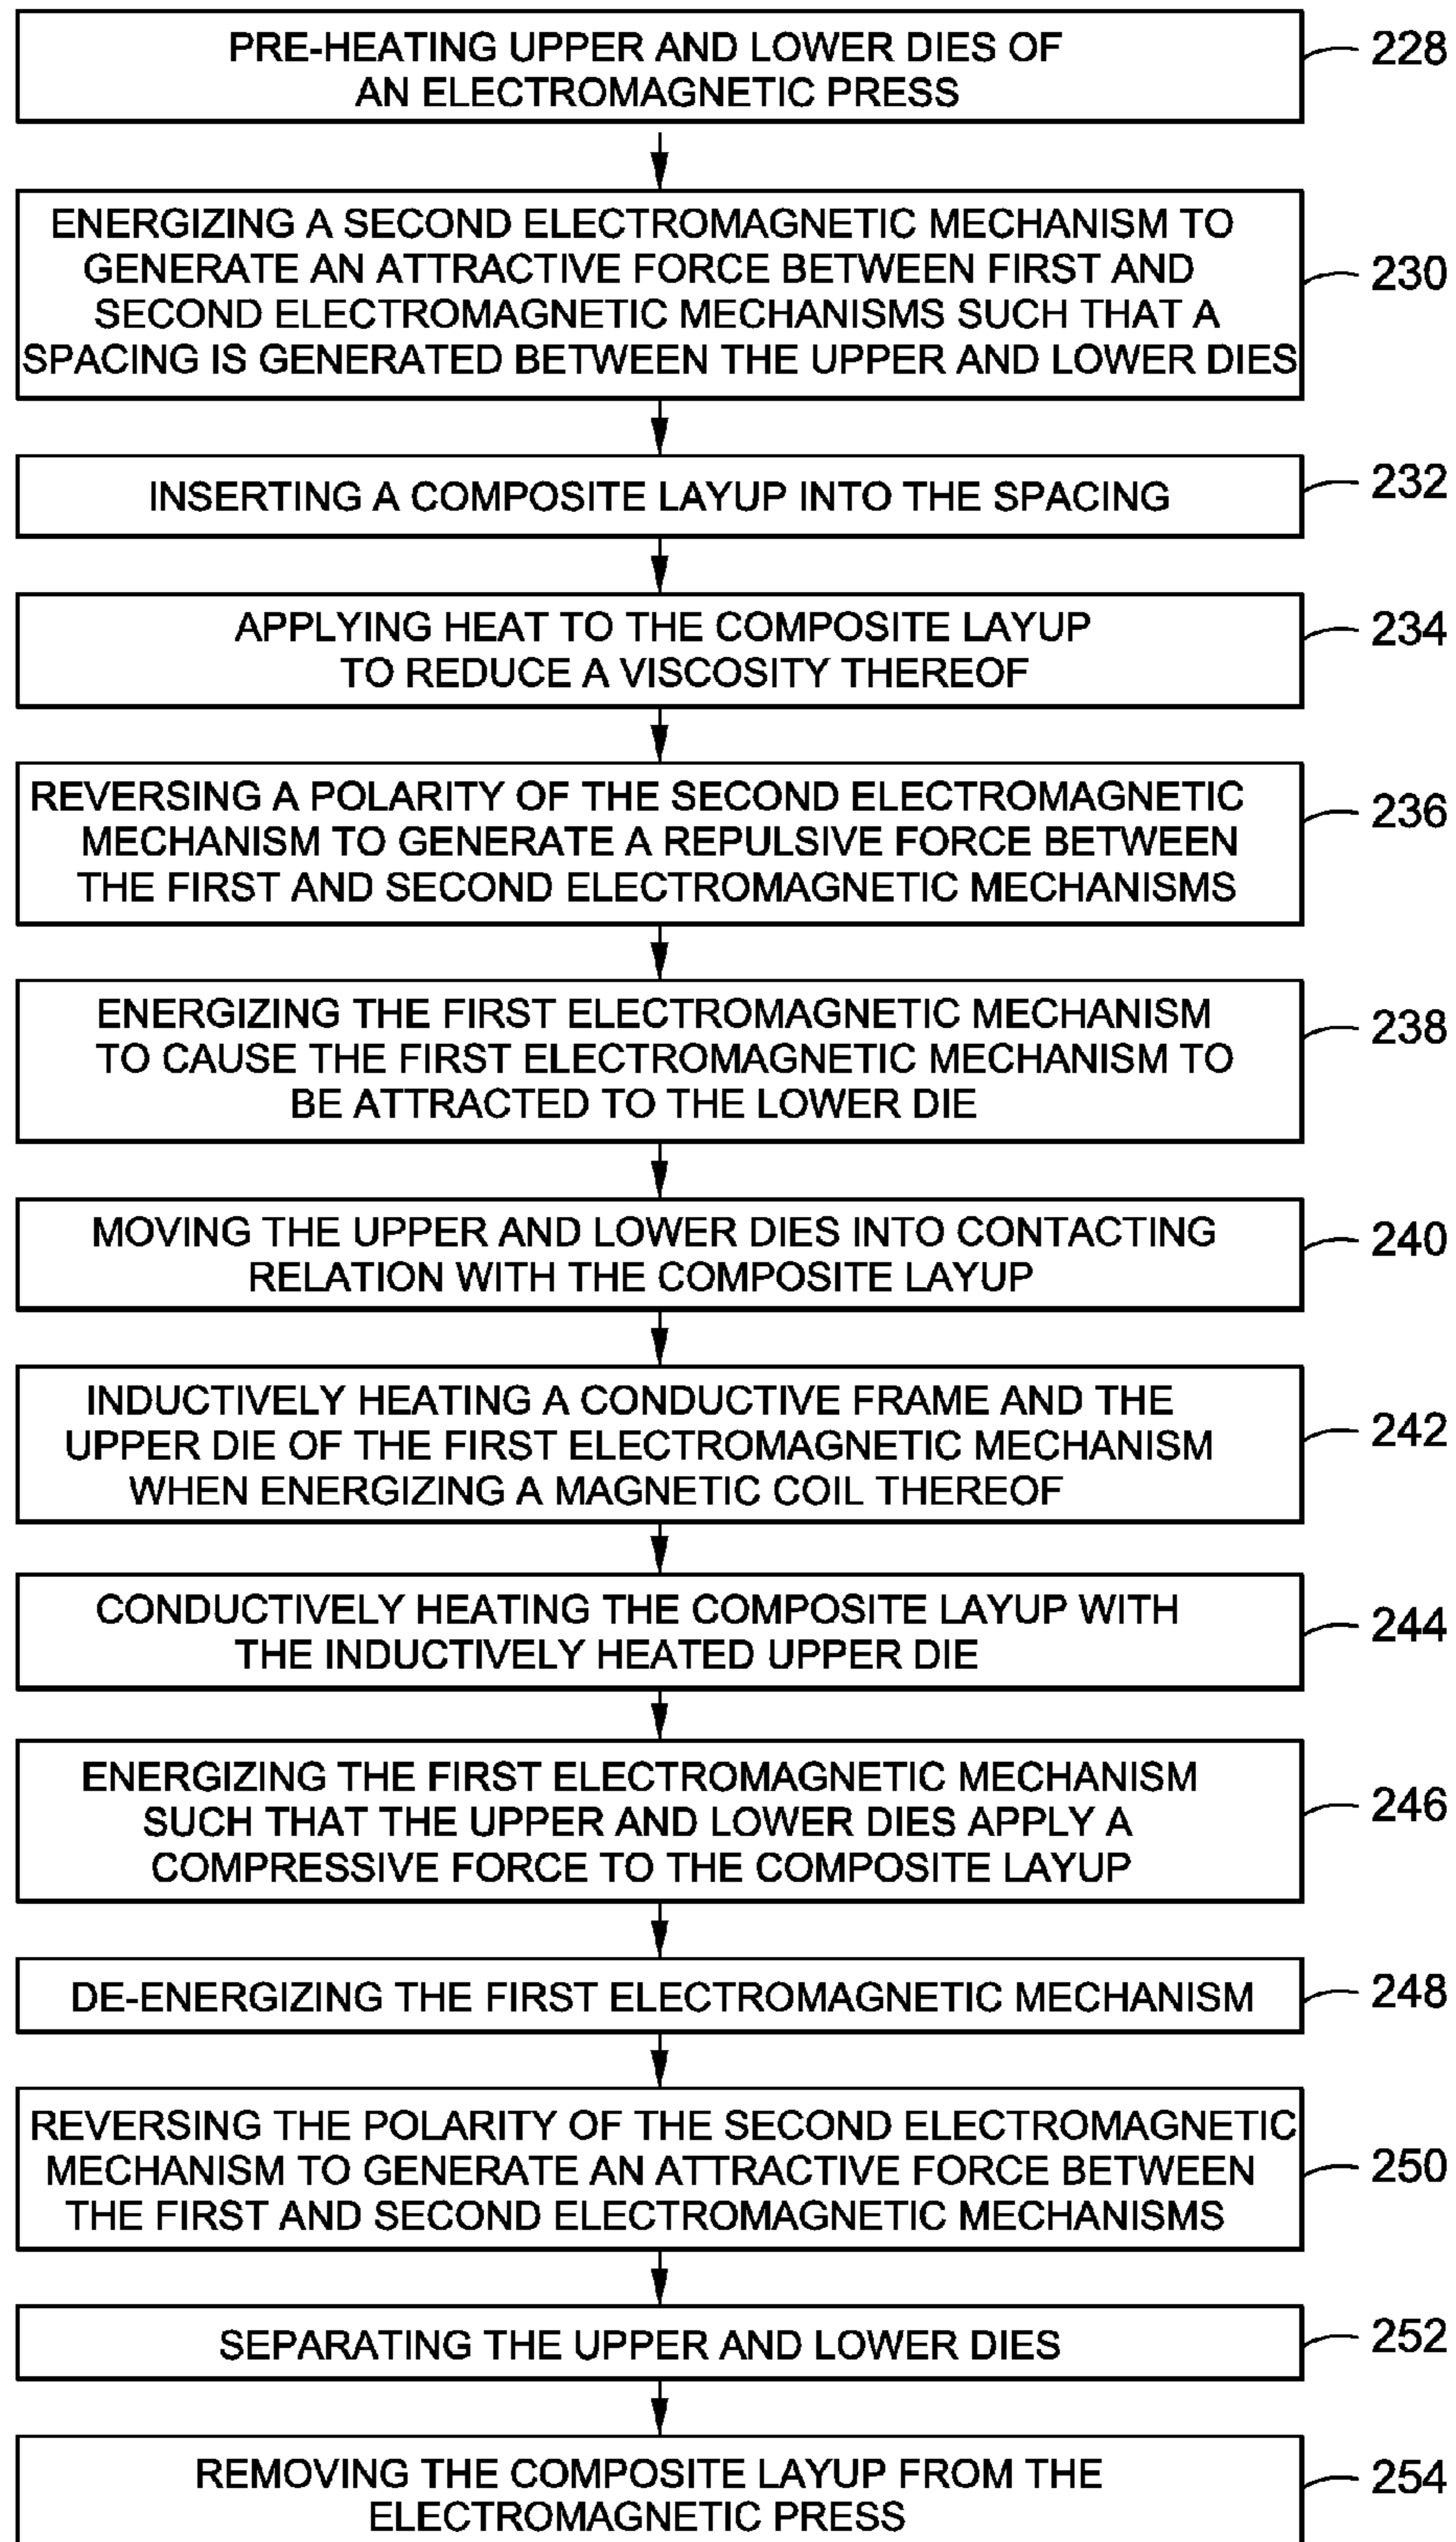 PRE-HEATING UPPER AND LOWER DIES OF
AN ELECTROMAGNETIC PRESS
228
ENERGIZING A SECOND ELECTROMAGNETIC MECHANISM TO
GENERATE AN ATTRACTIVE FORCE BETWEEN FIRST AND
SECOND ELECTROMAGNETIC MECHANISMS SUCH THAT A
SPACING IS GENERATED BETWEEN THE UPPER AND LOWER DIES
230
INSERTING A COMPOSITE LAYUP INTO THE SPACING
232
APPLYING HEAT TO THE COMPOSITE LAYUP
TO REDUCE A VISCOSITY THEREOF
234
REVERSING A POLARITY OF THE SECOND ELECTROMAGNETIC
MECHANISM TO GENERATE A REPULSIVE FORCE BETWEEN
THE FIRST AND SECOND ELECTROMAGNETIC MECHANISMS
236
ENERGIZING THE FIRST ELECTROMAGNETIC MECHANISM
TO CAUSE THE FIRST ELECTROMAGNETIC MECHANISM TO
BE ATTRACTED TO THE LOWER DIE
238
MOVING THE UPPER AND LOWER DIES INTO CONTACTING
RELATION WITH THE COMPOSITE LAYUP
240
INDUCTIVELY HEATING A CONDUCTIVE FRAME AND THE
UPPER DIE OF THE FIRST ELECTROMAGNETIC MECHANISM
WHEN ENERGIZING A MAGNETIC COIL THEREOF
242
CONDUCTIVELY HEATING THE COMPOSITE LAYUP WITH
THE INDUCTIVELY HEATED UPPER DIE
244
ENERGIZING THE FIRST ELECTROMAGNETIC MECHANISM
SUCH THAT THE UPPER AND LOWER DIES APPLY A
COMPRESSIVE FORCE TO THE COMPOSITE LAYUP
246
DE-ENERGIZING THE FIRST ELECTROMAGNETIC MECHANISM
248
REVERSING THE POLARITY OF THE SECOND ELECTROMAGNETIC
MECHANISM TO GENERATE AN ATTRACTIVE FORCE BETWEEN
THE FIRST AND SECOND ELECTROMAGNETIC MECHANISMS
250
SEPARATING THE UPPER AND LOWER DIES
252
REMOVING THE COMPOSITE LAYUP FROM THE
ELECTROMAGNETIC PRESS
254